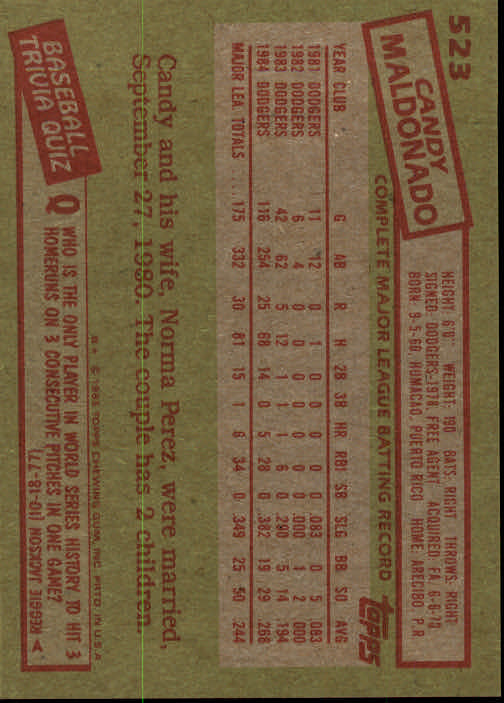 523
CANDY
MALDONADO
HEIGHT: 6'0" WEIGHT: 190 BATS: RIGHT THROWS: RIGHT
SIGNED: DODGERS-1978, FREE AGENT ACQUIRED: FA, 6-6-78
BORN: 9-5-60, HUMACAO, PUERTO RICO HOME: ARECIBO, P.R.
COMPLETE MAJOR LEAGUE BATTING RECORD
topps
YEAR CLUB G AB R H 2B 3B HR RBI SB SLG BB SO AVG
1981 DODGERS 11 12 0 1 0 0 0 0 0 .083 0 5 .083
1982 DODGERS 6 4 0 0 0 0 0 0 0 .000 1 2 .000
1983 DODGERS 42 62 5 12 1 1 1 6 0 .290 5 14 .194
1984 DODGERS 116 254 25 68 14 0 5 28 0 .382 19 29 .268
MAJOR LEA. TOTALS ... 175 332 30 81 15 1 6 34 0 .349 25 50 .244
Candy and his wife, Norma Perez, were married,
September 27, 1980. The couple has 2 children.
© 1985 TOPPS CHEWING GUM, INC. PRTD. IN U.S.A.
BASEBALL
TRIVIA QUIZ
Q WHO IS THE ONLY PLAYER IN WORLD SERIES HISTORY TO HIT 3
HOMERUNS ON 3 CONSECUTIVE PITCHES IN ONE GAME?
A REGGIE JACKSON (10-18-77)